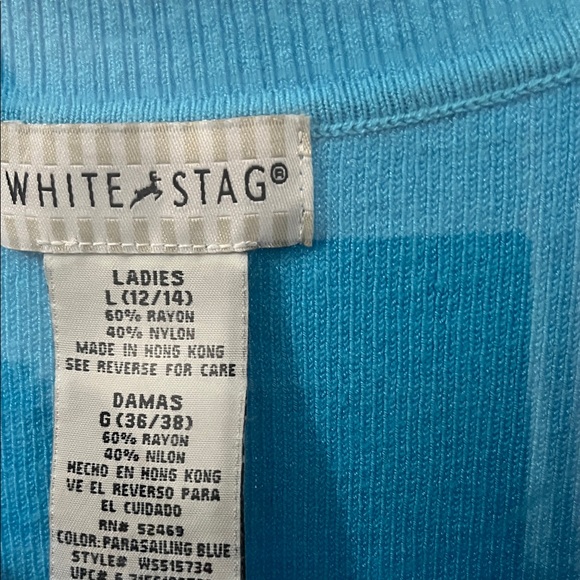 WHITE STAG®
LADIES
L (12/14)
60% RAYON
40% NYLON
MADE IN HONG KONG
SEE REVERSE FOR CARE
DAMAS
G (36/38)
60% RAYON
40% NILON
HECHO EN HONG KONG
VE EL REVERSO PARA
EL CUIDADO
RN# 52469
COLOR:PARASAILING BLUE
STYLE# WS515734
UPC#